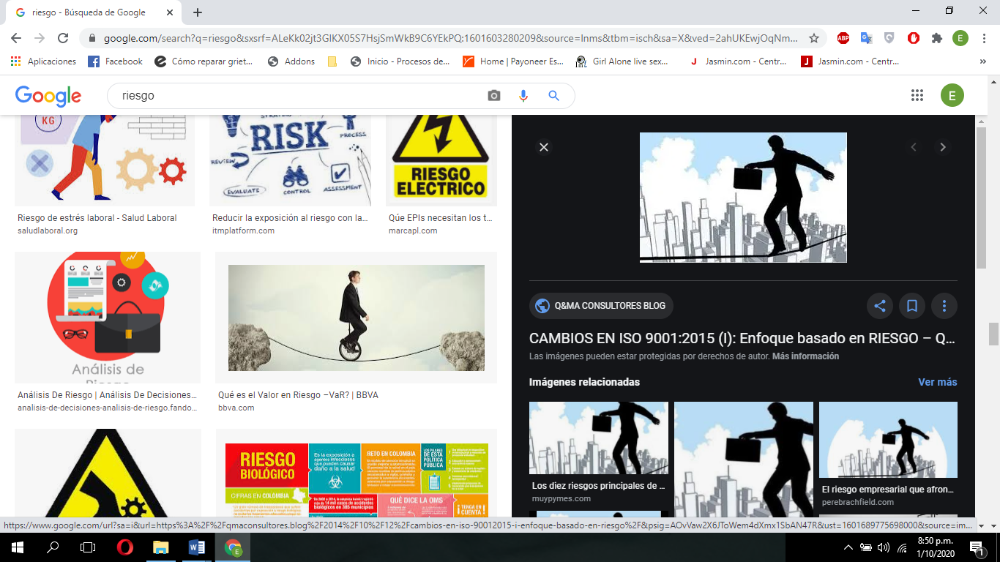 riesgo - Búsqueda de Google
google.com/search?q=riesgo&sxsrf=ALeKk02jt3GIKX05S7HsjSmWkB9C6YEkPQ:1601603280209&source=lnms&tbm=isch&sa=X&ved=2ahUKEwjOqNm...
ABP
E
Aplicaciones
Facebook
Cómo reparar griet...
Addons
Inicio - Procesos de...
Home | Payoneer Es...
Girl Alone live sex...
Jasmin.com - Centr...
Jasmin.com - Centr...
»
Google
riesgo
E
KG
RISK
PROCESS
REVIEW
EVALUATE
CONTROL
ASSESSMENT
RIESGO
ELECTRICO
Riesgo de estrés laboral - Salud Laboral
saludlaboral.org
Reducir la exposición al riesgo con la...
itmplatform.com
Qúe EPIs necesitan los t...
marcapl.com
Análisis de
Análisis De Riesgo | Análisis De Decisiones...
analisis-de-decisiones-analisis-de-riesgo.fando...
Qué es el Valor en Riesgo –VaR? | BBVA
bbva.com
RIESGO
BIOLÓGICO
Es la exposición a
agentes infecciosos
que pueden causar
daño a la salud
RETO EN COLOMBIA
LOS PILARES
DE ESTA
POLÍTICA
PÚBLICA
CIFRAS EN COLOMBIA
QUÉ DICE LA OMS
¡TENGA EN
CUENTA!
Q&MA CONSULTORES BLOG
CAMBIOS EN ISO 9001:2015 (I): Enfoque basado en RIESGO – Q...
Las imágenes pueden estar protegidas por derechos de autor. Más información
Imágenes relacionadas
Ver más
Los diez riesgos principales de ...
muypymes.com
El riesgo empresarial que afron...
perebrachfield.com
https://www.google.com/url?sa=i&url=https%3A%2F%2Fqmaconsultores.blog%2F2014%2F10%2F12%2Fcambios-en-iso-90012015-i-enfoque-basado-en-riesgo%2F&psig=AOvVaw2X6JToWem4dXmx1SbAN47R&ust=1601689775698000&source=im...
8:50 p.m.
1/10/2020
1